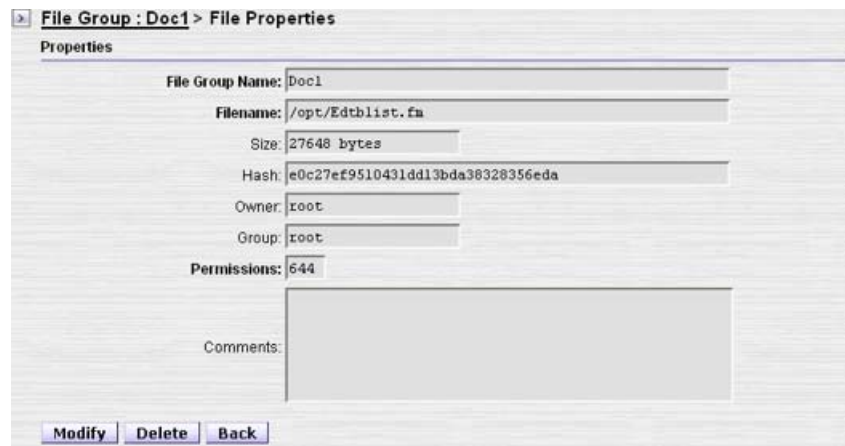 File Group : Doc1 > File Properties
Properties
File Group Name: Doc1
Filename: /opt/Edtblist.fm
Size: 27648 bytes
Hash: e0c27ef9510431dd13bda38328356eda
Owner: root
Group: root
Permissions: 644
Comments:
Modify Delete Back